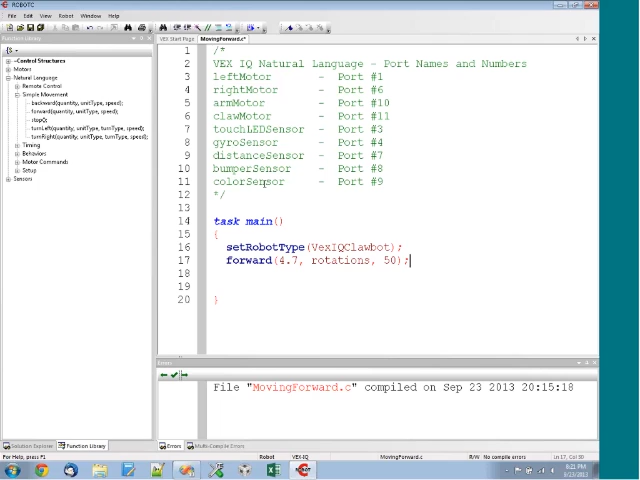 ROBOTC
File Edit View Robot Window Help
Function Library
VEX Start Page MovingForward.c*
Control Structures
Motors
Natural Language
Remote Control
Simple Movement
backward(quantity, unitType, speed);
forward(quantity, unitType, speed);
stop();
turnLeft(quantity, turnType, speed);
turnRight(quantity, unitType, speed);
Timing
Behaviors
Motor Commands
Setup
Sensors
1 /*
2 VEX IQ Natural Language - Port Names and Numbers
3 leftMotor - Port #1
4 rightMotor - Port #6
5 armMotor - Port #10
6 clawMotor - Port #11
7 touchLEDSensor - Port #3
8 gyroSensor - Port #4
9 distanceSensor - Port #7
10 bumperSensor - Port #8
11 colorSensor - Port #9
12 */
13
14 task main()
15 {
16 setRobotType(VexIQClawbot);
17 forward(4.7, rotations, 50);
18
19
20 }
Errors
File "MovingForward.c" compiled on Sep 23 2013 20:15:18
Solution Explorer Function Library
Errors Multi-Compile Errors
For Help, press F1 Robot VEX-IQ MovingForward.c R/W No compile errors Ln 17, Col 30
9/23/2013